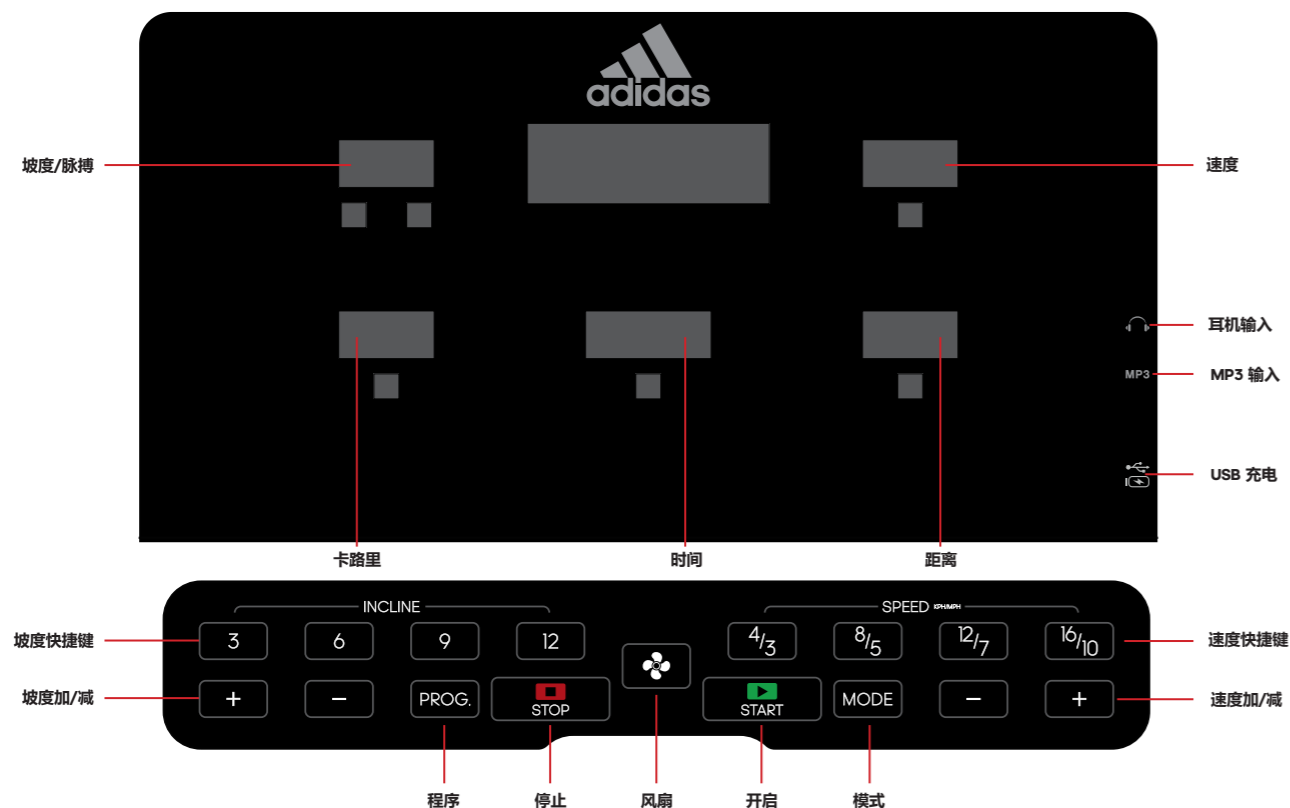 adidas
坡度/脉搏
速度
耳机输入
MP3
MP3 输入
USB 充电
卡路里
时间
距离
INCLINE
SPEED KPH/MPH
坡度快捷键
3
6
9
12
4/3
8/5
12/7
16/10
速度快捷键
坡度加/减
+
−
PROG.
STOP
START
MODE
−
+
速度加/减
程序
停止
风扇
开启
模式